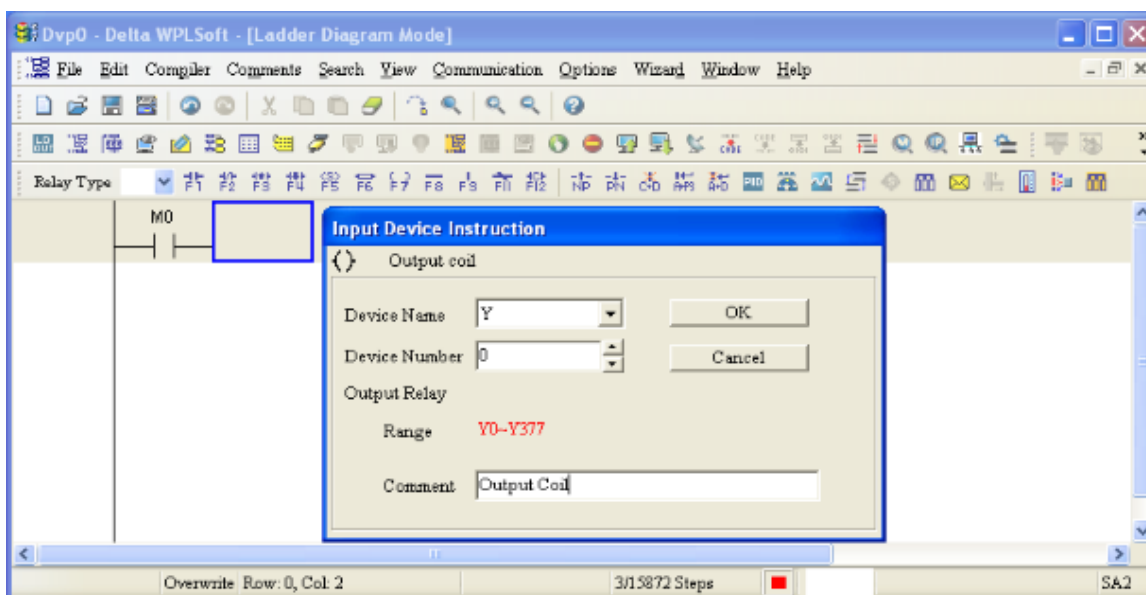 Dvp0 - Delta WPLSoft - [Ladder Diagram Mode]
File Edit Compiler Comments Search View Communication Options Wizard Window Help
Relay Type
M0
Input Device Instruction
Output coil
Device Name Y OK
Device Number 0 Cancel
Output Relay
Range Y0~Y377
Comment Output Coil
Overwrite Row: 0, Col: 2 3/15872 Steps SA2